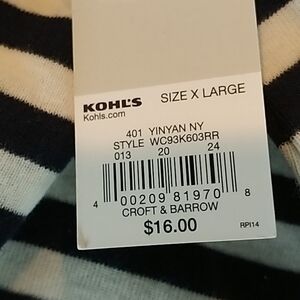 KOHL'S SIZE X LARGE
Kohls.com
401 YINYAN NY
STYLE WC93K603RR
013 20 24
4 00209 81970 8
CROFT & BARROW
$16.00 RPI14